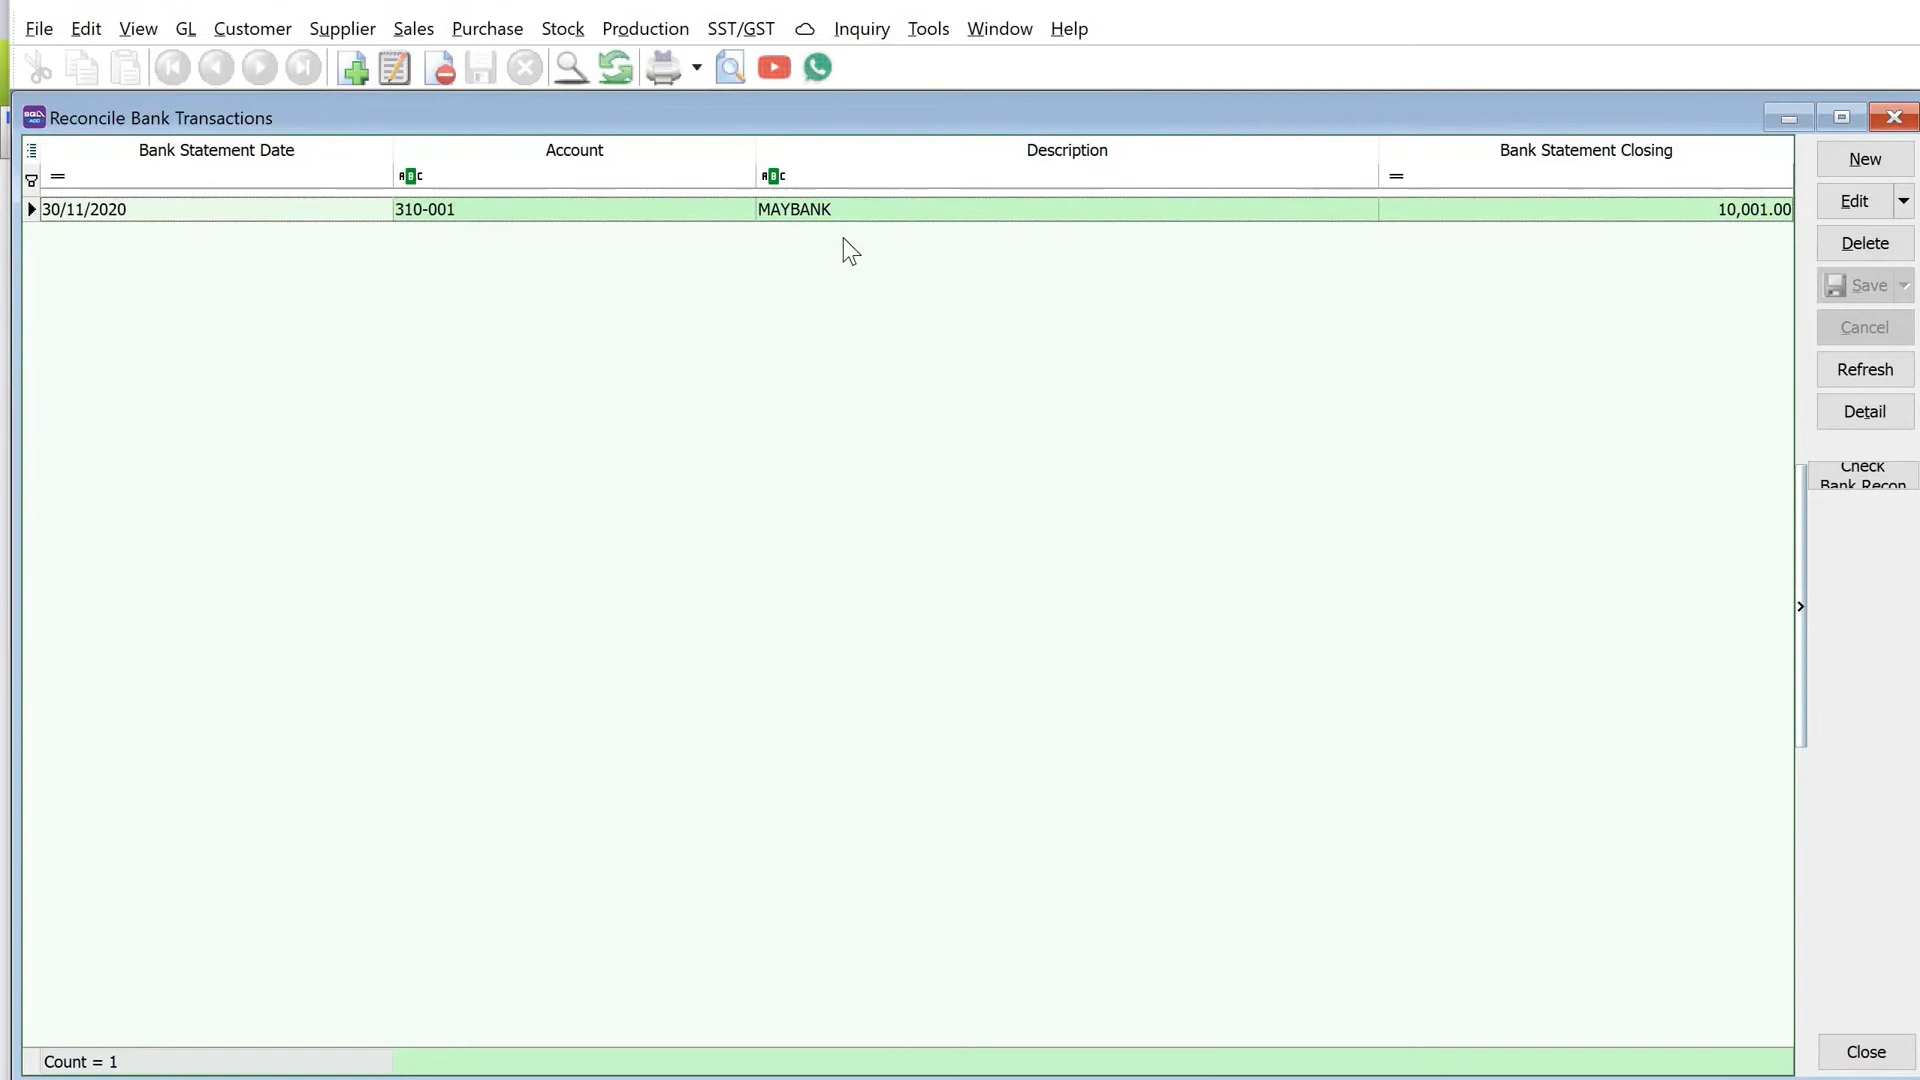 File Edit View GL Customer Supplier Sales Purchase Stock Production SST/GST Inquiry Tools Window Help
Reconcile Bank Transactions
Bank Statement Date Account Description Bank Statement Closing
= ABC ABC =
30/11/2020 310-001 MAYBANK 10,001.00
New
Edit
Delete
Save
Cancel
Refresh
Detail
Check
Bank Recon
Count = 1
Close